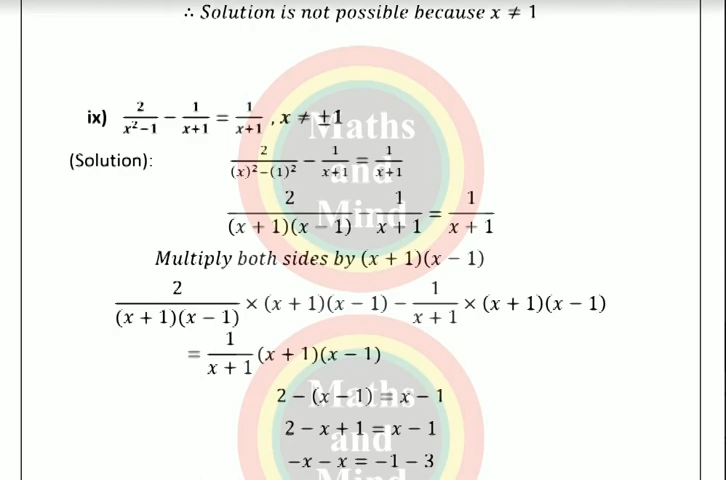 ∴ Solution is not possible because x ≠ 1
ix) 2/(x²−1) − 1/(x+1) = 1/(x+1) , x ≠ ±1
(Solution): 2/((x)²−(1)²) − 1/(x+1) = 1/(x+1)
2/((x + 1)(x − 1)) − 1/(x + 1) = 1/(x + 1)
Multiply both sides by (x + 1)(x − 1)
2/((x + 1)(x − 1)) × (x + 1)(x − 1) − 1/(x + 1) × (x + 1)(x − 1)
= 1/(x + 1) (x + 1)(x − 1)
2 − (x − 1) = x − 1
2 − x + 1 = x − 1
−x − x = −1 − 3
Maths
and
Mind
Maths
and
Mind